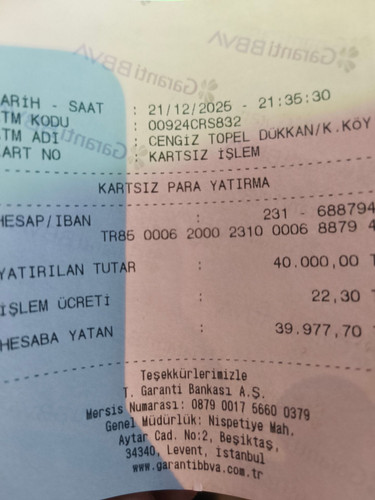 GarantiBBVA
GarantiBBVA
ARİH - SAAT : 21/12/2025 - 21:35:30
TM KODU : 00924CRS832
TM ADI : CENGİZ TOPEL DÜKKAN/K.KÖY
ART NO : KARTSIZ İŞLEM
GarantiBBVA
KARTSIZ PARA YATIRMA
HESAP/IBAN : 231 - 688794
TR85 0006 2000 2310 0006 8879 4
YATIRILAN TUTAR : 40.000,00 T
İŞLEM ÜCRETİ : 22,30 T
HESABA YATAN : 39.977,70 T
Teşekkürlerimizle
T. Garanti Bankası A.Ş.
Mersis Numarası: 0879 0017 5660 0379
Genel Müdürlük: Nispetiye Mah.
Aytar Cad. No:2, Beşiktaş,
34340, Levent, İstanbul
www.garantibbva.com.tr